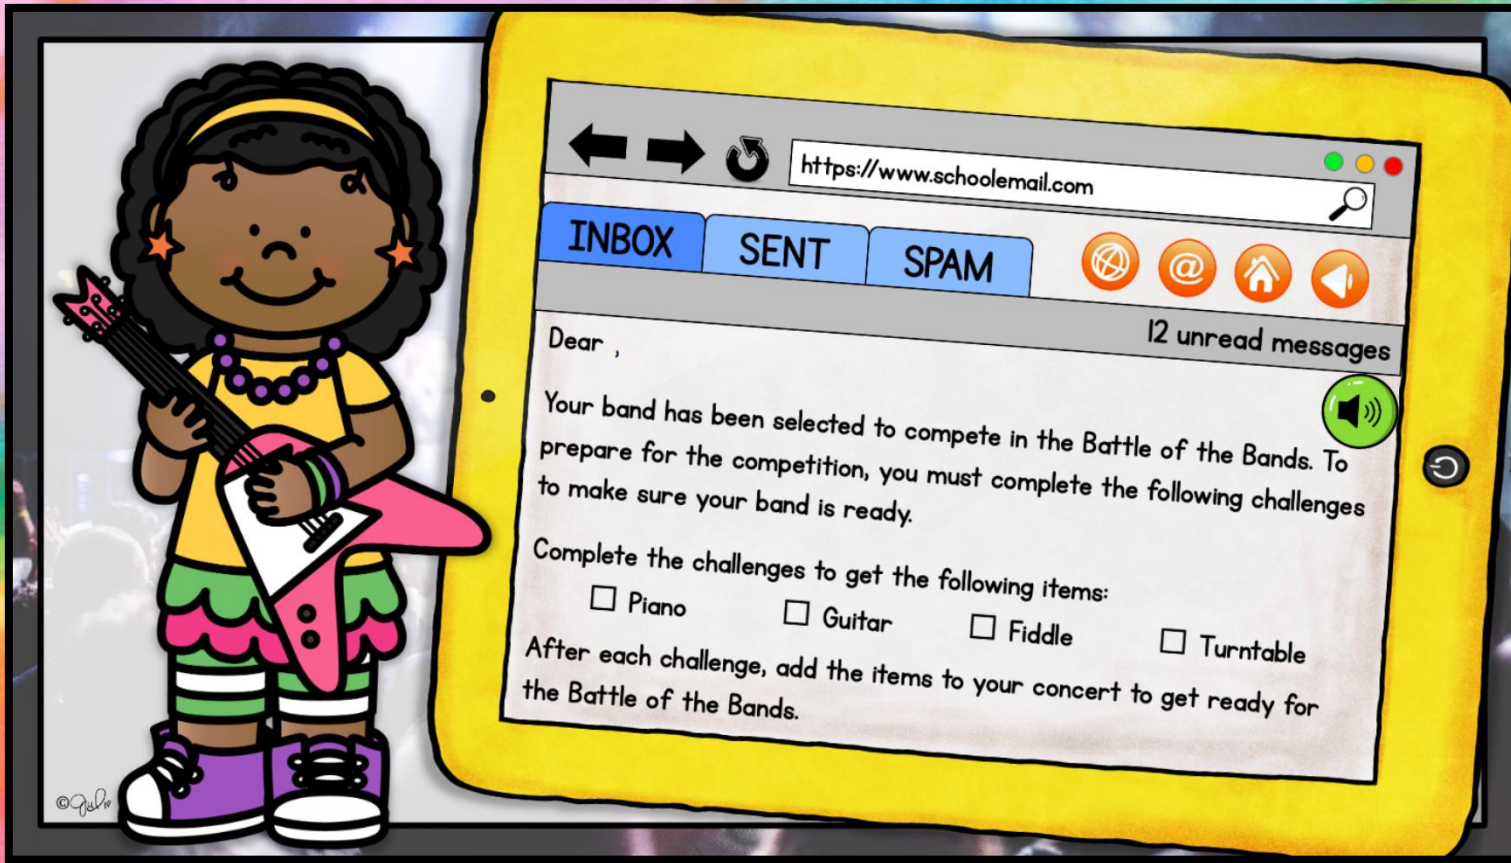 https://www.schoolemail.com
INBOX SENT SPAM
12 unread messages
Dear ,
Your band has been selected to compete in the Battle of the Bands. To
prepare for the competition, you must complete the following challenges
to make sure your band is ready.
Complete the challenges to get the following items:
Piano Guitar Fiddle Turntable
After each challenge, add the items to your concert to get ready for
the Battle of the Bands.